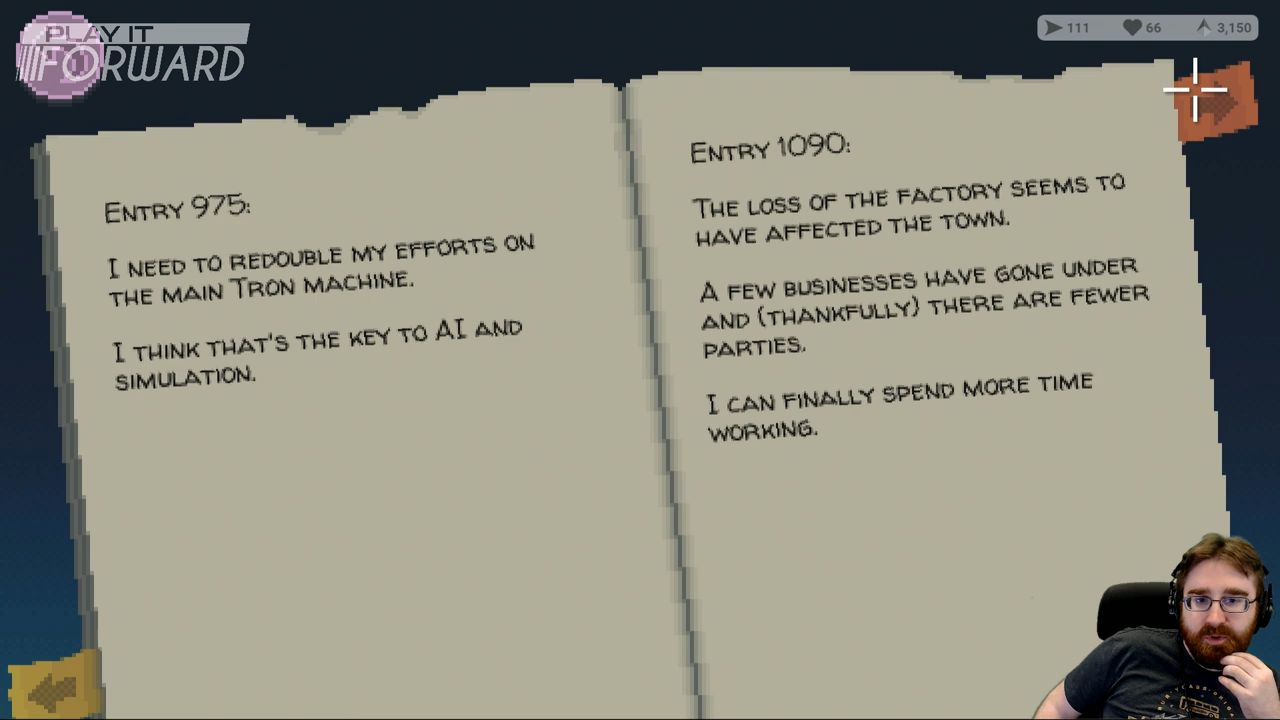 PLAY IT
FORWARD
111 66 3,150
Entry 975:
I need to redouble my efforts on
the main Tron machine.
I think that's the key to AI and
simulation.
Entry 1090:
The loss of the factory seems to
have affected the town.
A few businesses have gone under
and (thankfully) there are fewer
parties.
I can finally spend more time
working.